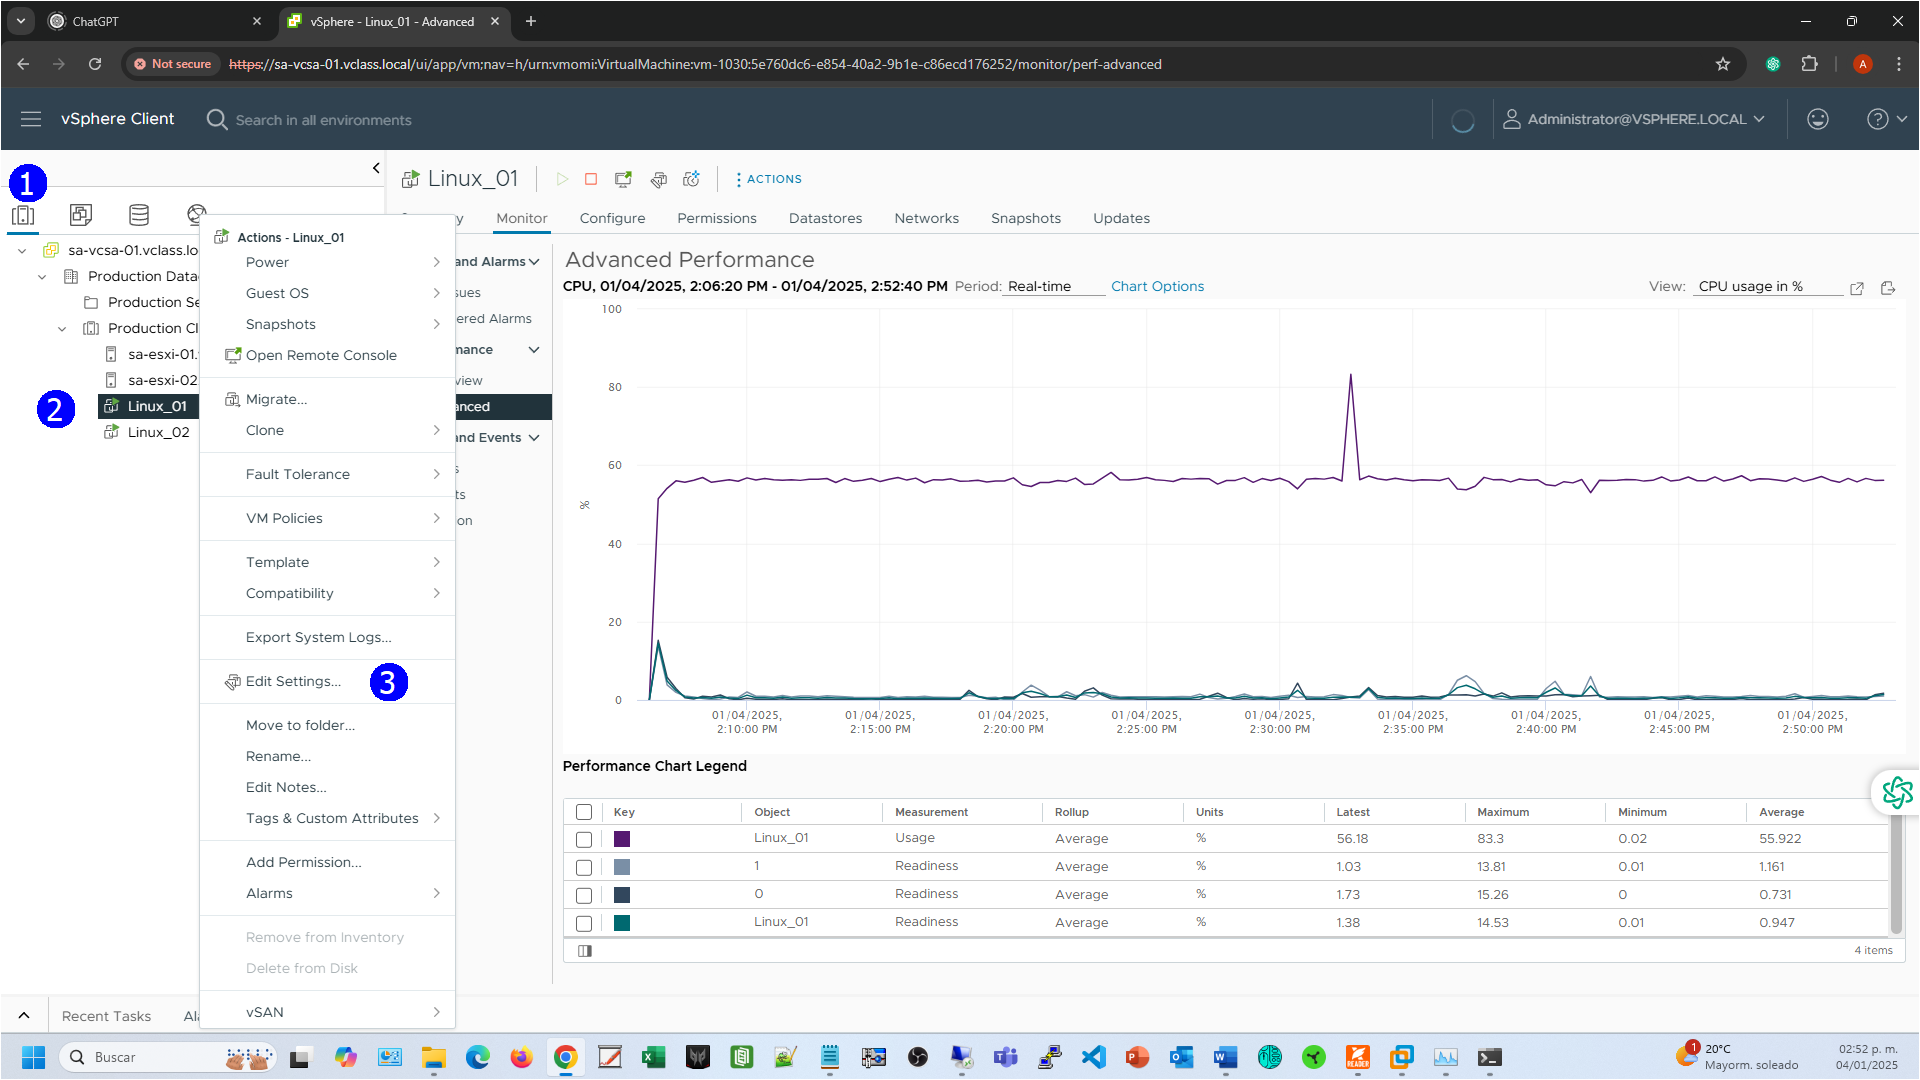 ChatGPT
vSphere - Linux_01 - Advanced
Not secure
https://sa-vcsa-01.vclass.local/ui/app/vm;nav=h/urn:vmomi:VirtualMachine:vm-1030:5e760dc6-e854-40a2-9b1e-c86ecd176252/monitor/perf-advanced
A
vSphere Client
Search in all environments
Administrator@VSPHERE.LOCAL
1
Linux_01
ACTIONS
Monitor
Configure
Permissions
Datastores
Networks
Snapshots
Updates
sa-vcsa-01.vclass.lo
Production Data
Production Se
Production Cl
sa-esxi-01.
sa-esxi-02
2
Linux_01
Linux_02
Actions - Linux_01
Power
Guest OS
Snapshots
Open Remote Console
Migrate...
Clone
Fault Tolerance
VM Policies
Template
Compatibility
Export System Logs...
Edit Settings...
3
Move to folder...
Rename...
Edit Notes...
Tags & Custom Attributes
Add Permission...
Alarms
Remove from Inventory
Delete from Disk
vSAN
and Alarms
sues
ered Alarms
mance
view
anced
and Events
s
ts
on
Advanced Performance
CPU, 01/04/2025, 2:06:20 PM - 01/04/2025, 2:52:40 PM
Period: Real-time
Chart Options
View: CPU usage in %
100
80
60
40
20
0
%
01/04/2025, 2:10:00 PM
01/04/2025, 2:15:00 PM
01/04/2025, 2:20:00 PM
01/04/2025, 2:25:00 PM
01/04/2025, 2:30:00 PM
01/04/2025, 2:35:00 PM
01/04/2025, 2:40:00 PM
01/04/2025, 2:45:00 PM
01/04/2025, 2:50:00 PM
Performance Chart Legend
Key Object Measurement Rollup Units Latest Maximum Minimum Average
Linux_01 Usage Average % 56.18 83.3 0.02 55.922
1 Readiness Average % 1.03 13.81 0.01 1.161
0 Readiness Average % 1.73 15.26 0 0.731
Linux_01 Readiness Average % 1.38 14.53 0.01 0.947
4 items
Recent Tasks
Al
Buscar
1
20°C
Mayorm. soleado
02:52 p. m.
04/01/2025